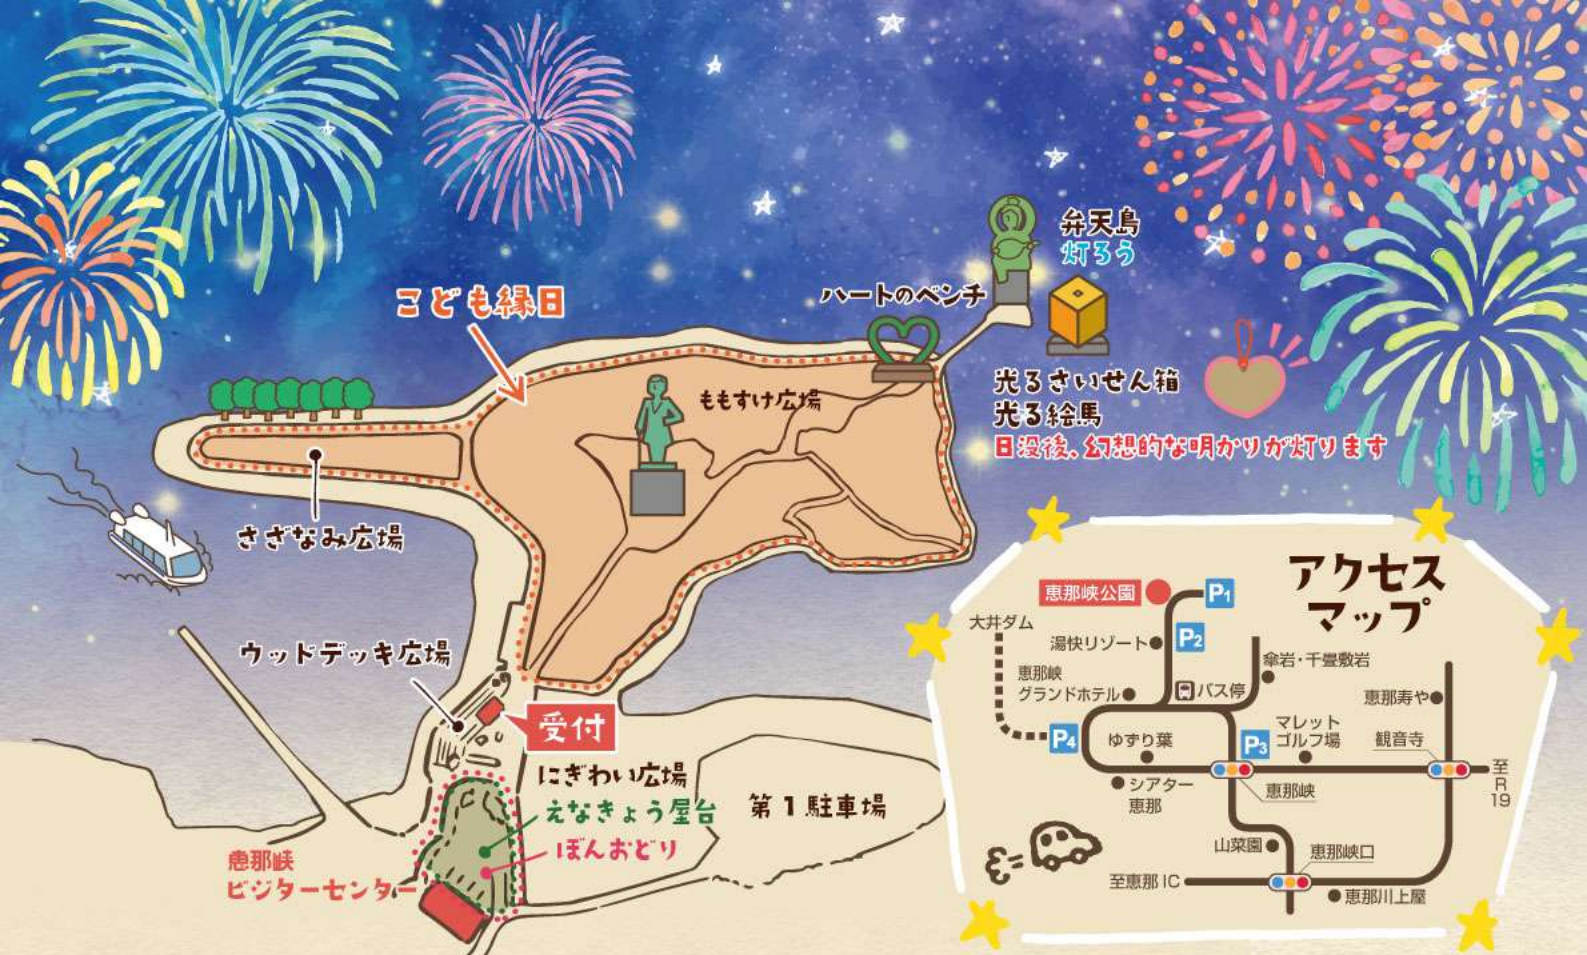 弁天島
灯ろう
こども縁日
ハートのベンチ
ももすけ広場
光るさいせん箱
光る絵馬
日没後、幻想的な明かりが灯ります
さざなみ広場
ウッドデッキ広場
受付
にぎわい広場
えなきょう屋台
ぼんおどり
第1駐車場
恵那峡
ビジターセンター
アクセス
マップ
恵那峡公園
P1
大井ダム
湯快リゾート
P2
傘岩・千畳敷岩
恵那峡
グランドホテル
バス停
恵那寿や
P4
ゆずり葉
P3
マレット
ゴルフ場
観音寺
シアター
恵那
恵那峡
至R19
山菜園
恵那峡口
至恵那IC
恵那川上屋